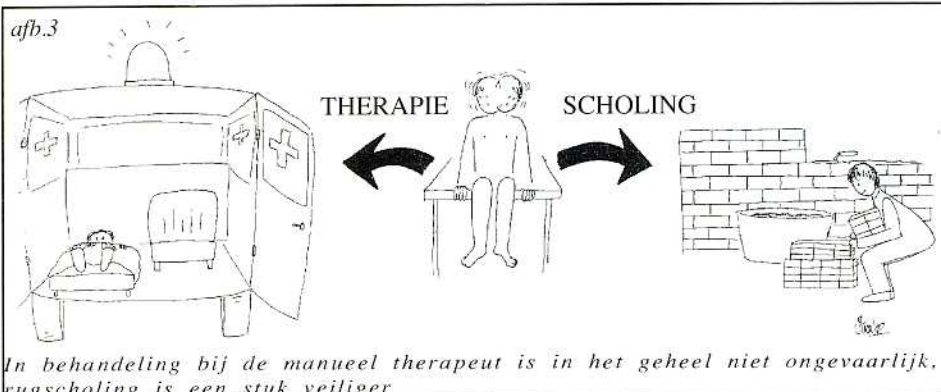 afb.3
THERAPIE
SCHOLING
In behandeling bij de manueel therapeut is in het geheel niet ongevaarlijk,
rugscholing is een stuk veiliger